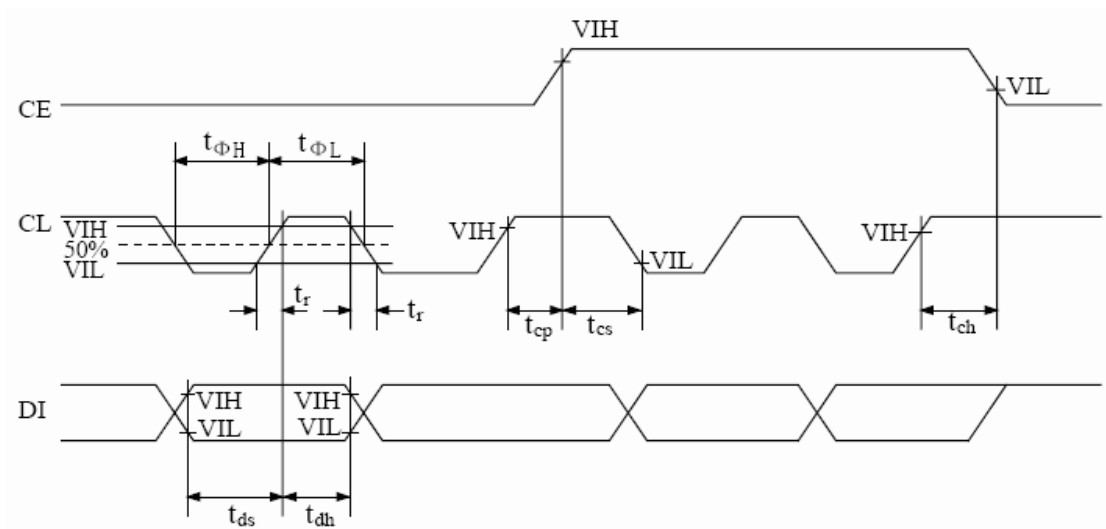 VIH
CE
VIL
tΦH
tΦL
CL
VIH
50%
VIL
VIH
VIL
VIH
tr
tr
tcp
tcs
tch
DI
VIH
VIH
VIL
VIL
tds
tdh